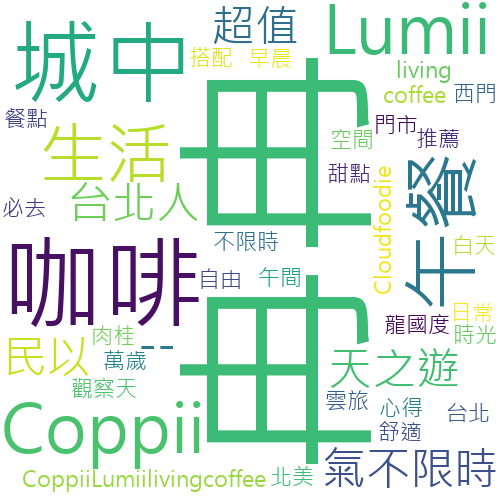 城中
超值
Lumii
搭配
早晨
living
coffee
西門
餐點
生活
空間
門市
推薦
冉冉
甜點
Cloudfoodie
午餐
必去
台北人
不限時
白天
咖啡
自由
午間
日常
龍國度
時光
民以
肉桂
--
萬歲
天之遊
觀察天
雲旅
心得
台北
Coppii
舒適
氣不限時
CoppiiLumiilivingcoffee
北美